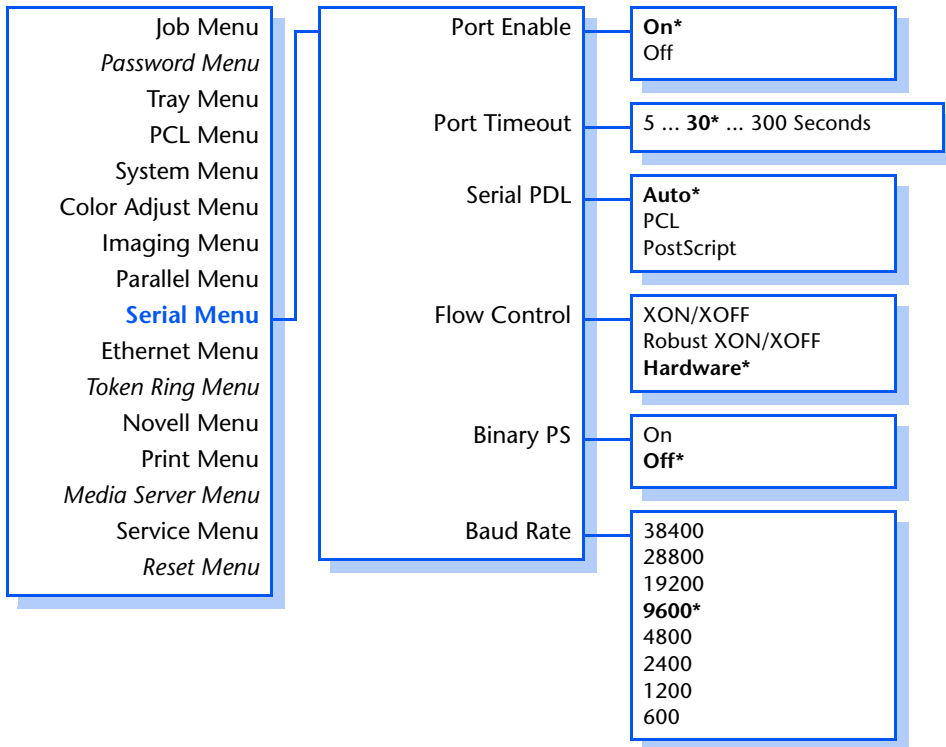 Job Menu
Password Menu
Tray Menu
PCL Menu
System Menu
Color Adjust Menu
Imaging Menu
Parallel Menu
Serial Menu
Ethernet Menu
Token Ring Menu
Novell Menu
Print Menu
Media Server Menu
Service Menu
Reset Menu
Port Enable
On*
Off
Port Timeout
5 ... 30* ... 300 Seconds
Serial PDL
Auto*
PCL
PostScript
Flow Control
XON/XOFF
Robust XON/XOFF
Hardware*
Binary PS
On
Off*
Baud Rate
38400
28800
19200
9600*
4800
2400
1200
600